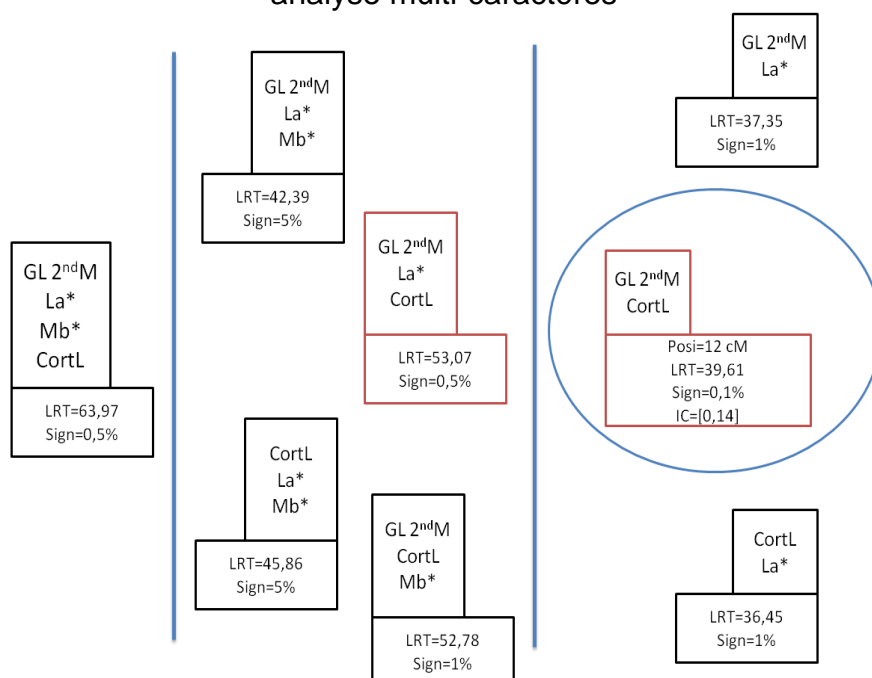 analyse multi-caractères
GL 2ndM
La*
Mb*
CortL
LRT=63,97
Sign=0,5%
GL 2ndM
La*
Mb*
LRT=42,39
Sign=5%
GL 2ndM
La*
CortL
LRT=53,07
Sign=0,5%
CortL
La*
Mb*
LRT=45,86
Sign=5%
GL 2ndM
CortL
Mb*
LRT=52,78
Sign=1%
GL 2ndM
La*
LRT=37,35
Sign=1%
GL 2ndM
CortL
Posi=12 cM
LRT=39,61
Sign=0,1%
IC=[0,14]
CortL
La*
LRT=36,45
Sign=1%